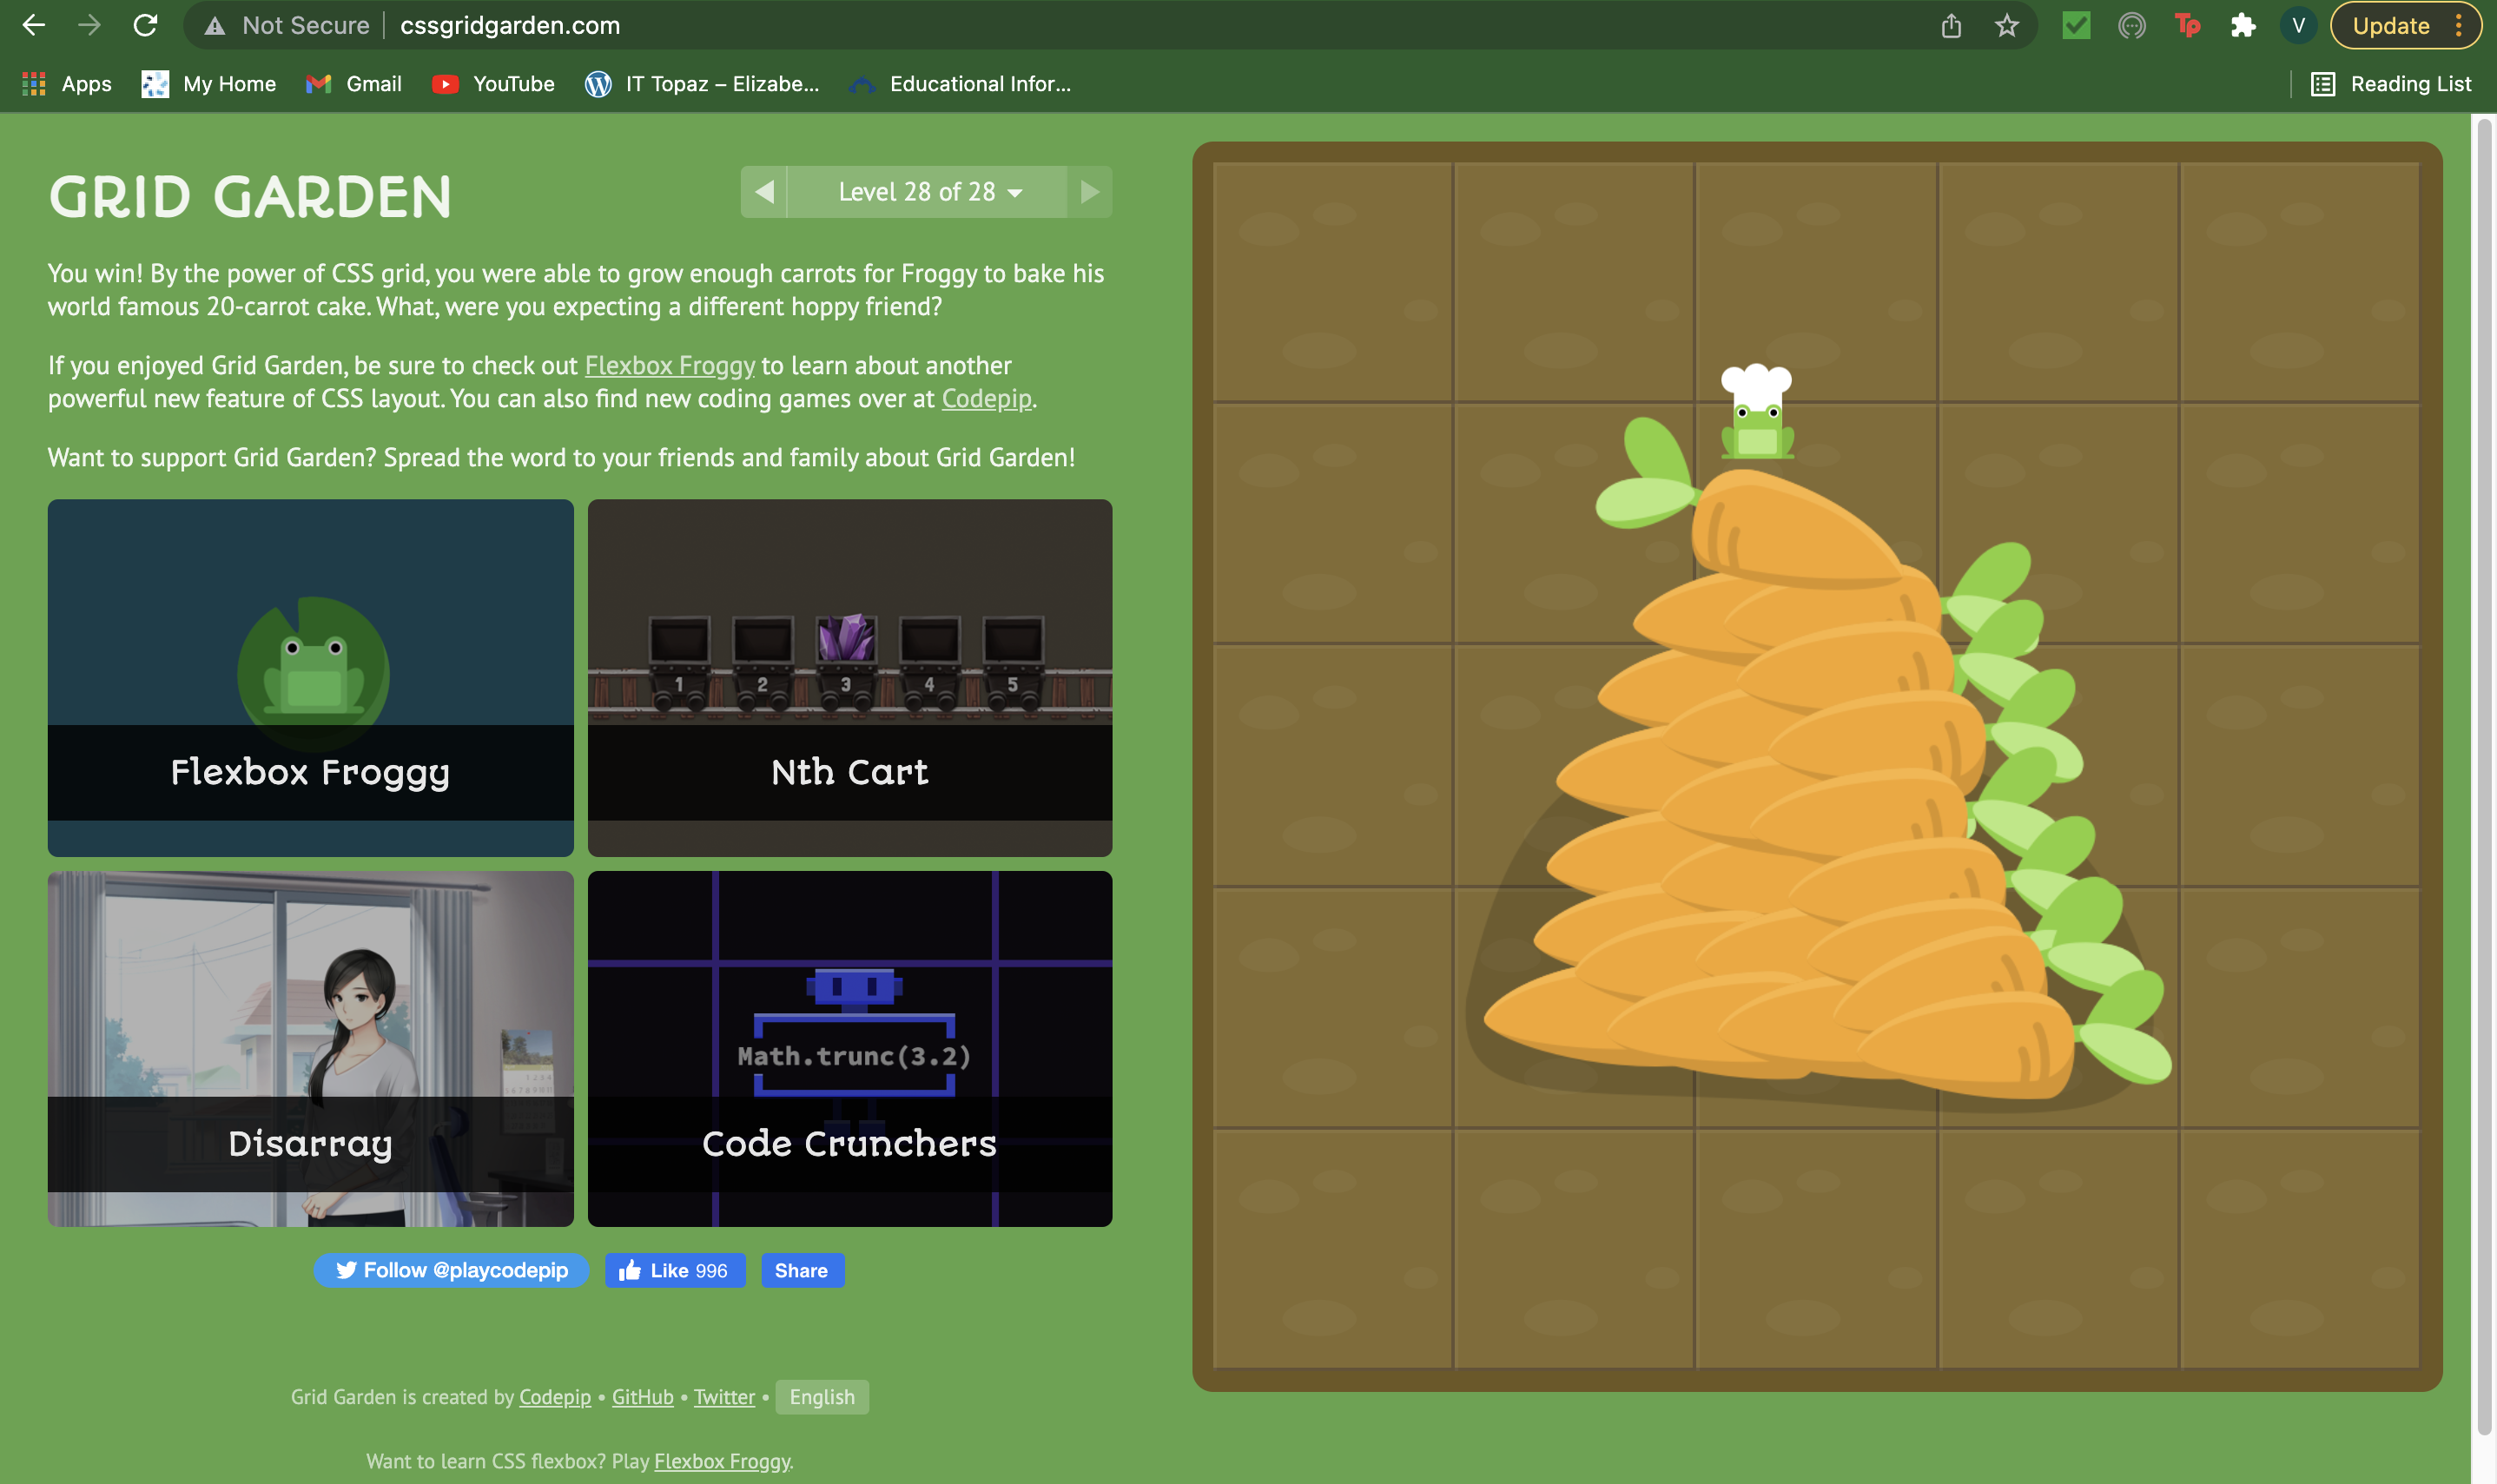 Not Secure cssgridgarden.com
Tp
V
Update
Apps My Home Gmail YouTube IT Topaz – Elizabe... Educational Infor... Reading List
GRID GARDEN
Level 28 of 28
You win! By the power of CSS grid, you were able to grow enough carrots for Froggy to bake his
world famous 20-carrot cake. What, were you expecting a different hoppy friend?
If you enjoyed Grid Garden, be sure to check out Flexbox Froggy to learn about another
powerful new feature of CSS layout. You can also find new coding games over at Codepip.
Want to support Grid Garden? Spread the word to your friends and family about Grid Garden!
Flexbox Froggy
1 2 3 4 5
Nth Cart
Disarray
Math.trunc(3.2)
Code Crunchers
Follow @playcodepip Like 996 Share
Grid Garden is created by Codepip • GitHub • Twitter • English
Want to learn CSS flexbox? Play Flexbox Froggy.